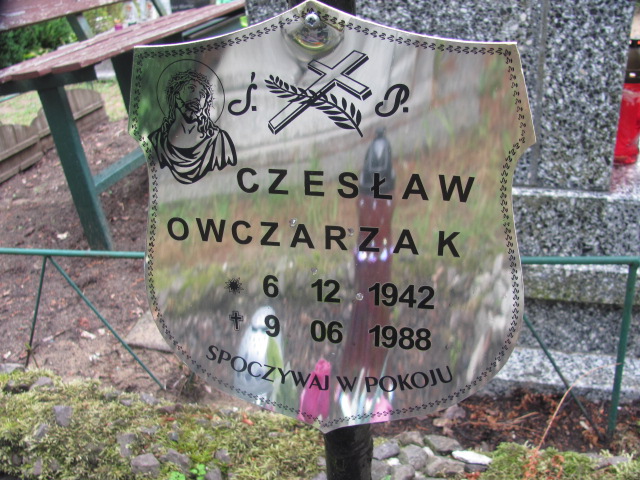 Ś. P.
CZESŁAW
OWCZARZAK
6 12 1942
9 06 1988
SPOCZYWAJ W POKOJU